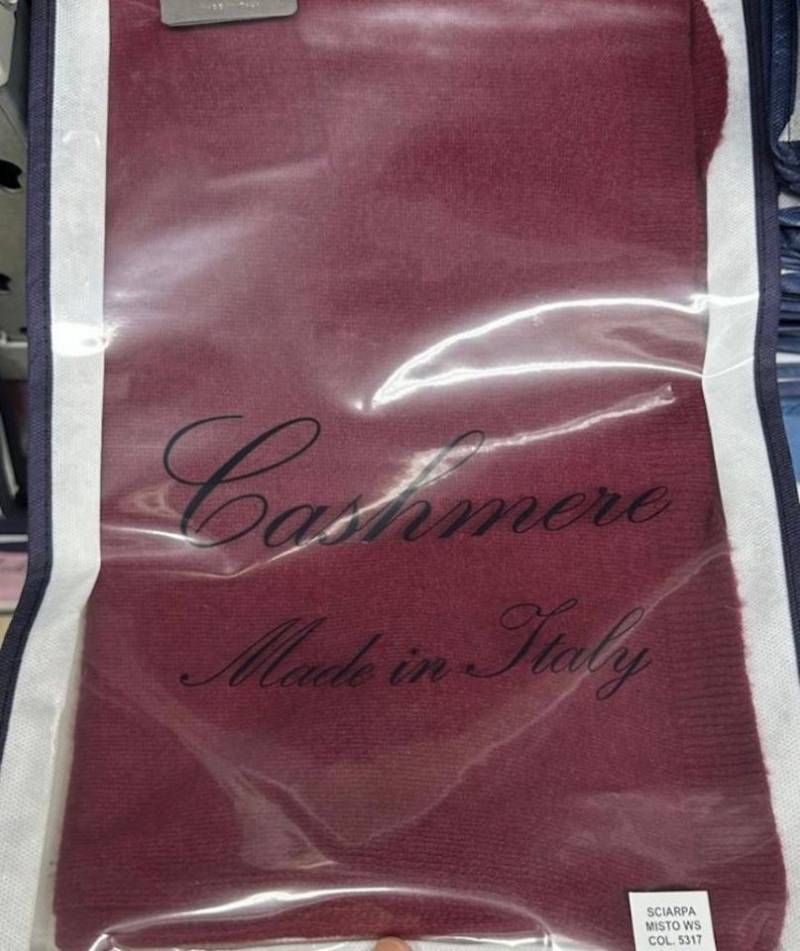 Cashmere
Made in Italy
SCIARPA
MISTO WS
COL. 5317